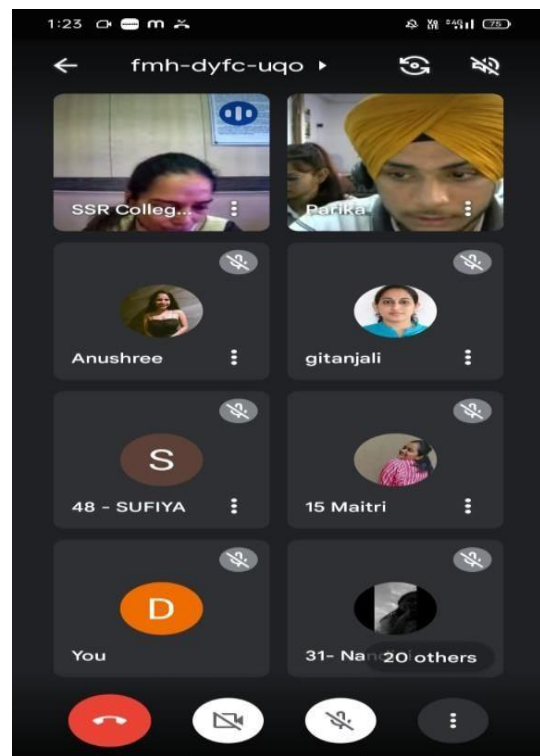 1:23
75
fmh-dyfc-uqo
SSR Colleg...
Parika
Anushree
gitanjali
S
48 - SUFIYA
15 Maitri
D
You
31- Na
20 others